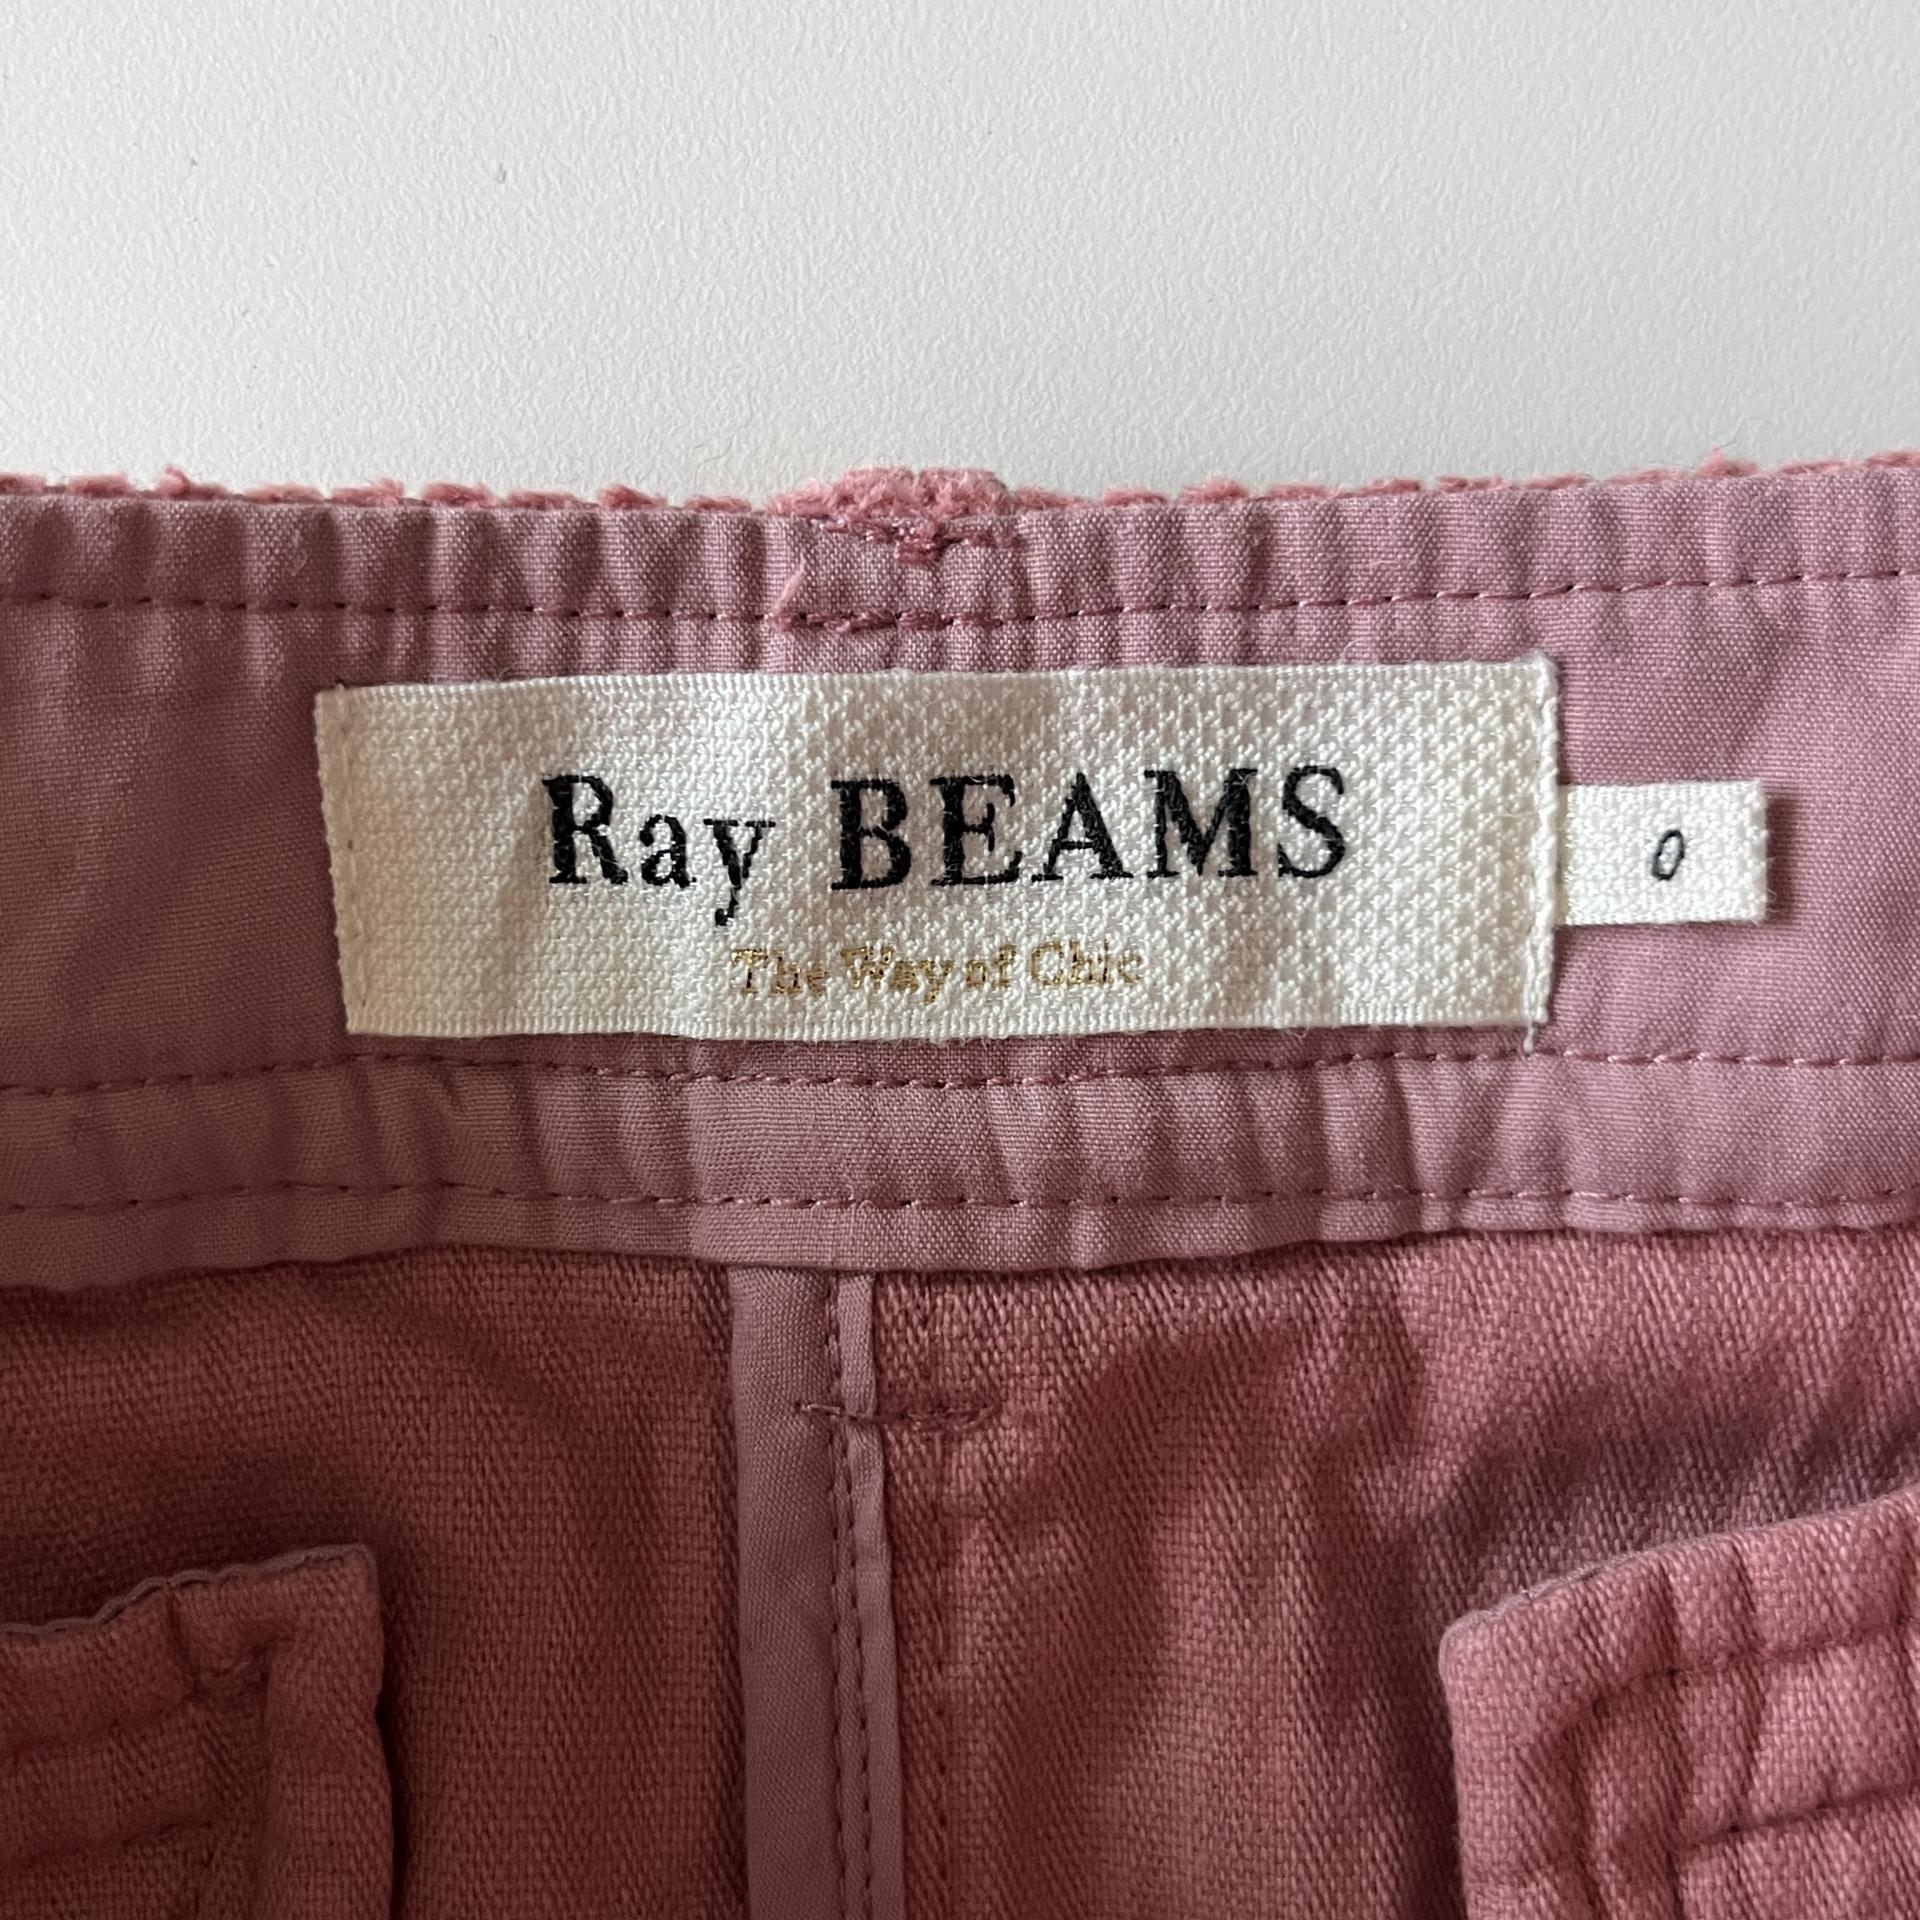 Ray BEAMS
The Way of Chic
0